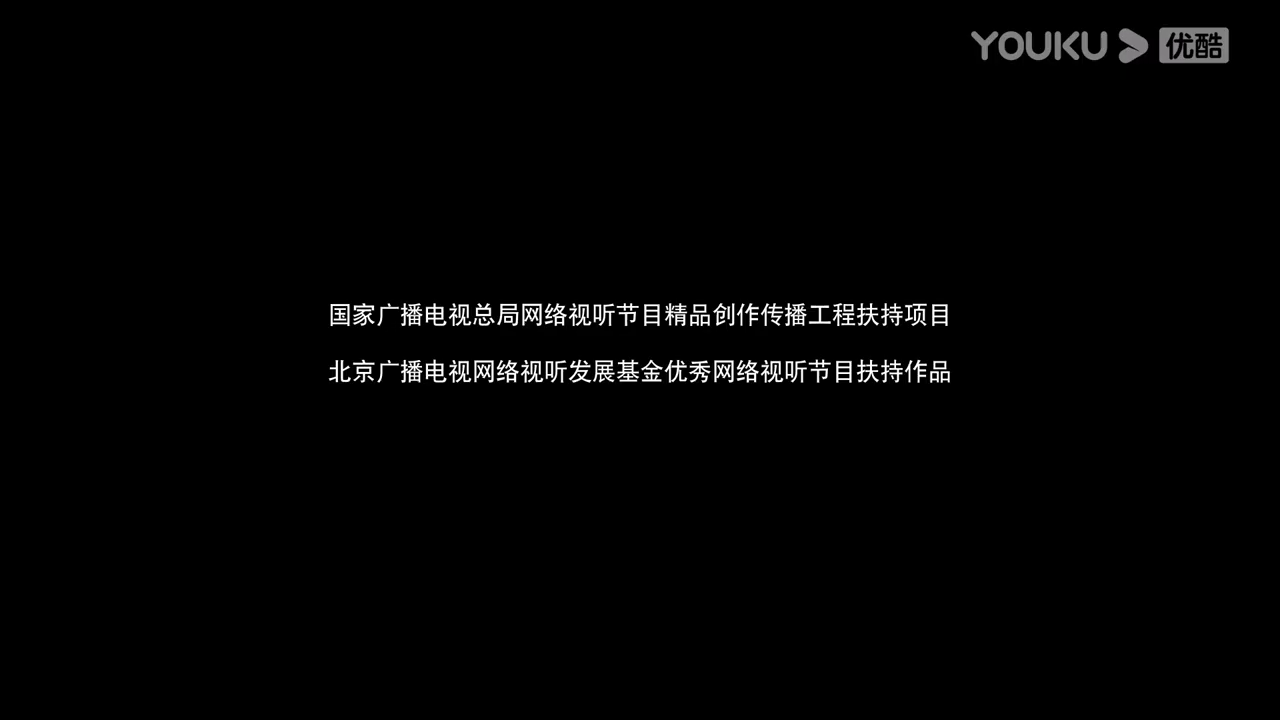 YOUKU 优酷
国家广播电视总局网络视听节目精品创作传播工程扶持项目
北京广播电视网络视听发展基金优秀网络视听节目扶持作品